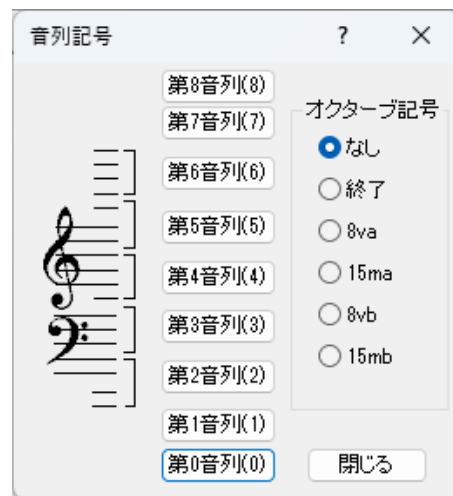 音列記号
?
×
第8音列(8)
第7音列(7)
第6音列(6)
第5音列(5)
第4音列(4)
第3音列(3)
第2音列(2)
第1音列(1)
第0音列(0)
オクターブ記号
なし
終了
8va
15ma
8vb
15mb
閉じる